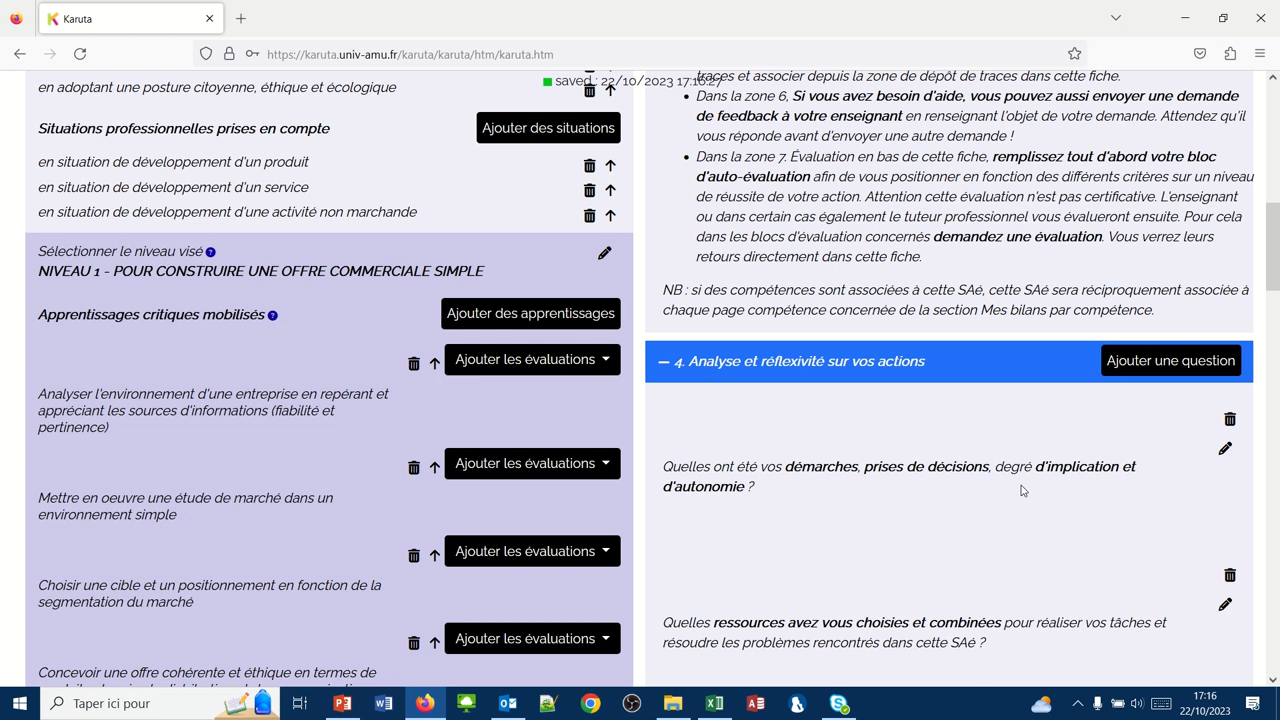 Karuta
https://karuta.univ-amu.fr/karuta/karuta/htm/karuta.htm
saved : 22/10/2023 17:16:27
en adoptant une posture citoyenne, éthique et écologique
Situations professionnelles prises en compte
Ajouter des situations
en situation de développement d'un produit
en situation de développement d'un service
en situation de développement d'une activité non marchande
Sélectionner le niveau visé ?
NIVEAU 1 - POUR CONSTRUIRE UNE OFFRE COMMERCIALE SIMPLE
Apprentissages critiques mobilisés ?
Ajouter des apprentissages
Ajouter les évaluations
Analyser l'environnement d'une entreprise en repérant et
appréciant les sources d'informations (fiabilité et
pertinence)
Ajouter les évaluations
Mettre en oeuvre une étude de marché dans un
environnement simple
Ajouter les évaluations
Choisir une cible et un positionnement en fonction de la
segmentation du marché
Ajouter les évaluations
Concevoir une offre cohérente et éthique en termes de
traces et associer depuis la zone de dépôt de traces dans cette fiche.
• Dans la zone 6, Si vous avez besoin d'aide, vous pouvez aussi envoyer une demande
de feedback à votre enseignant en renseignant l'objet de votre demande. Attendez qu'il
vous réponde avant d'envoyer une autre demande !
• Dans la zone 7. Évaluation en bas de cette fiche, remplissez tout d'abord votre bloc
d'auto-évaluation afin de vous positionner en fonction des différents critères sur un niveau
de réussite de votre action. Attention cette évaluation n'est pas certificative. L'enseignant
ou dans certain cas également le tuteur professionnel vous évalueront ensuite. Pour cela
dans les blocs d'évaluation concernés demandez une évaluation. Vous verrez leurs
retours directement dans cette fiche.
NB : si des compétences sont associées à cette SAé, cette SAé sera réciproquement associée à
chaque page compétence concernée de la section Mes bilans par compétence.
4. Analyse et réflexivité sur vos actions
Ajouter une question
Quelles ont été vos démarches, prises de décisions, degré d'implication et
d'autonomie ?
Quelles ressources avez vous choisies et combinées pour réaliser vos tâches et
résoudre les problèmes rencontrés dans cette SAé ?
Taper ici pour
17:16
22/10/2023